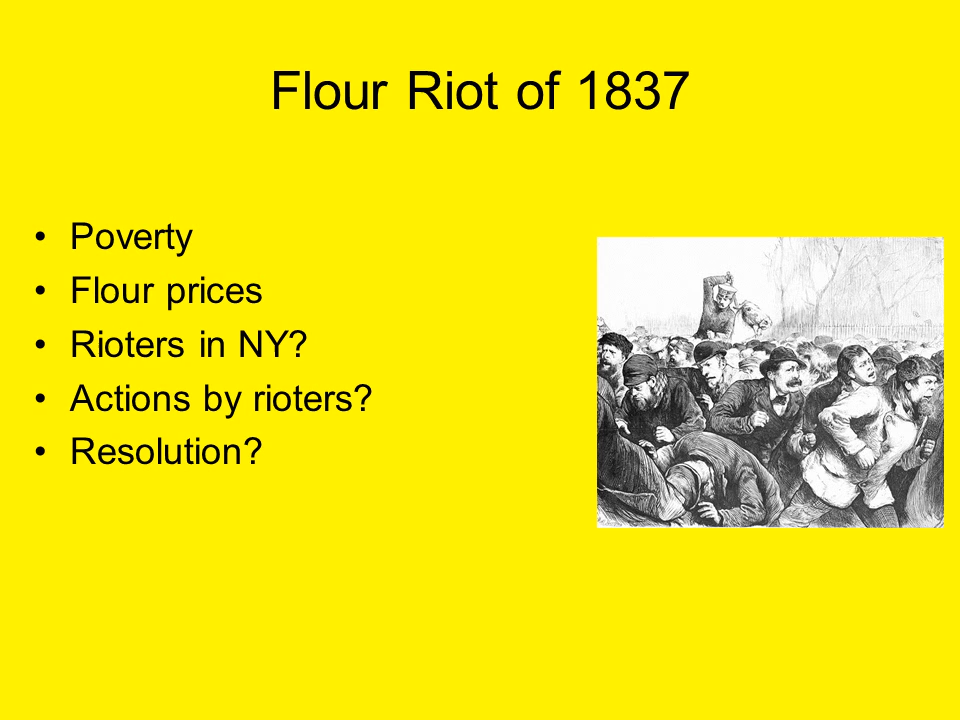 Flour Riot of 1837
• Poverty
• Flour prices
• Rioters in NY?
• Actions by rioters?
• Resolution?